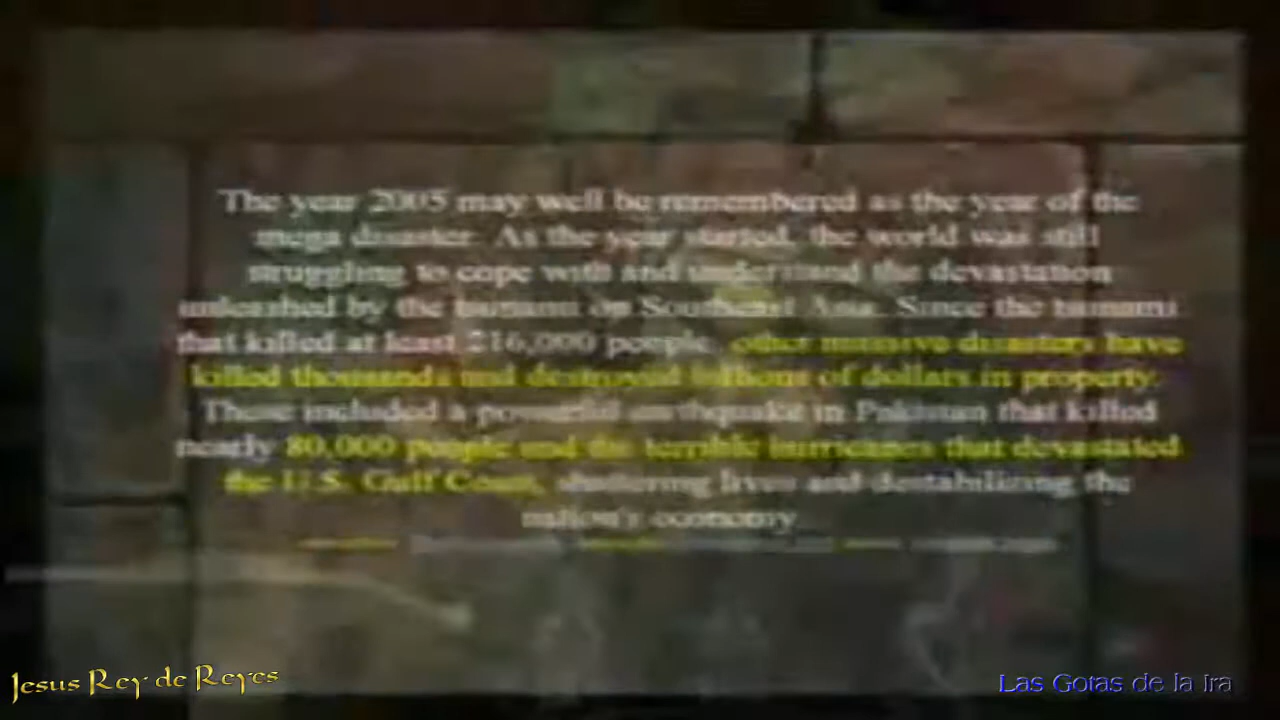 The year 2005 may well be remembered as the year of the
mega disaster. As the year started, the world was still
struggling to cope with and understand the devastation
unleashed by the tsunami on Southeast Asia. Since the tsunami
that killed at least 216,000 people, other massive disasters have
killed thousands and destroyed billions of dollars in property.
These included a powerful earthquake in Pakistan that killed
nearly 80,000 people and the terrible hurricanes that devastated
the U.S. Gulf Coast, shattering lives and destabilizing the
nation's economy
Jesus Rey de Reyes
Las Gotas de la Ira